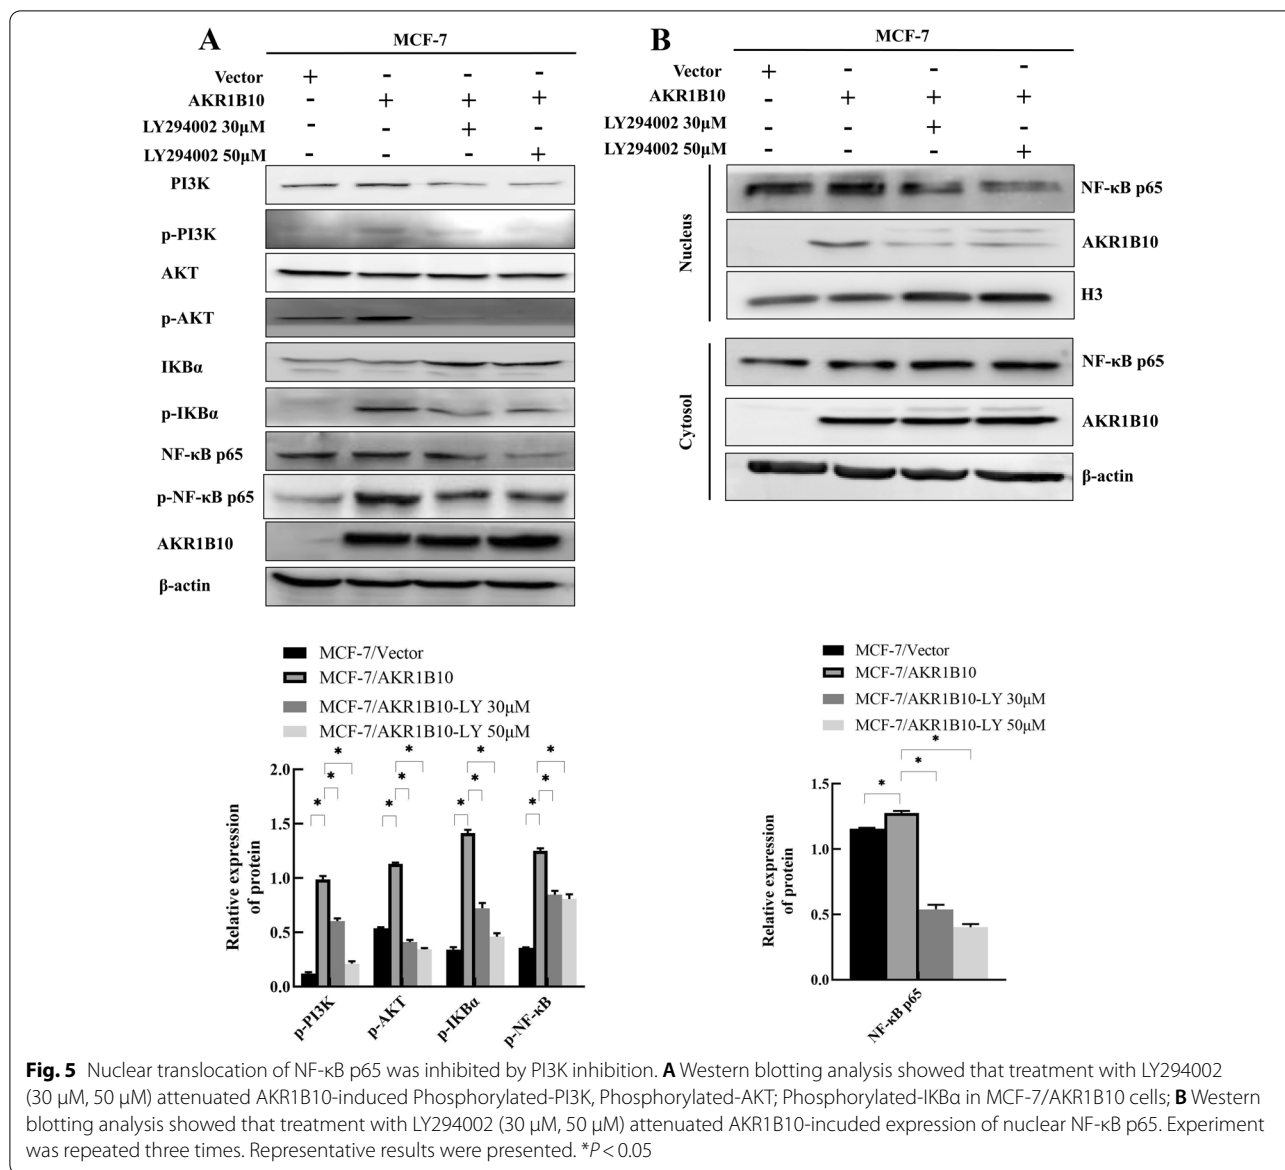 A
MCF-7
Vector + - - -
AKR1B10 - + + +
LY294002 30μM - - + -
LY294002 50μM - - - +
PI3K
p-PI3K
AKT
p-AKT
IKBα
p-IKBα
NF-κB p65
p-NF-κB p65
AKR1B10
β-actin
MCF-7/Vector
MCF-7/AKR1B10
MCF-7/AKR1B10-LY 30μM
MCF-7/AKR1B10-LY 50μM
Relative expression
of protein
2.0
1.5
1.0
0.5
0.0
* * *
* * *
* * *
* * *
p-PI3K
p-AKT
p-IKBα
p-NF-κB
B
MCF-7
Vector + - - -
AKR1B10 - + + +
LY294002 30μM - - + -
LY294002 50μM - - - +
Nucleus
NF-κB p65
AKR1B10
H3
Cytosol
NF-κB p65
AKR1B10
β-actin
MCF-7/Vector
MCF-7/AKR1B10
MCF-7/AKR1B10-LY 30μM
MCF-7/AKR1B10-LY 50μM
Relative expression
of protein
1.5
1.0
0.5
0.0
* * *
NF-κB p65
Fig. 5 Nuclear translocation of NF-κB p65 was inhibited by PI3K inhibition. A Western blotting analysis showed that treatment with LY294002
(30 μM, 50 μM) attenuated AKR1B10-induced Phosphorylated-PI3K, Phosphorylated-AKT; Phosphorylated-IKBα in MCF-7/AKR1B10 cells; B Western
blotting analysis showed that treatment with LY294002 (30 μM, 50 μM) attenuated AKR1B10-incuded expression of nuclear NF-κB p65. Experiment
was repeated three times. Representative results were presented. *P < 0.05